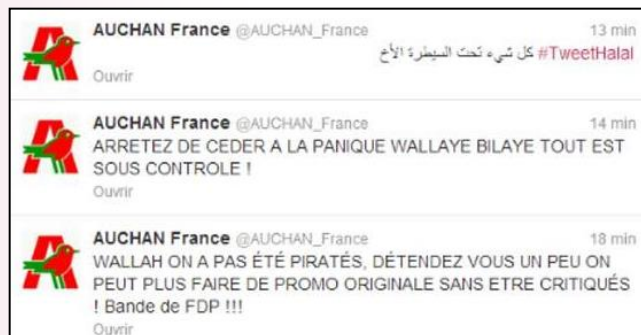 AUCHAN France @AUCHAN_France 13 min
#TweetHalal كل شيء تحت السيطرة الأخ
Ouvrir
AUCHAN France @AUCHAN_France 14 min
ARRETEZ DE CEDER A LA PANIQUE WALLAYE BILAYE TOUT EST
SOUS CONTROLE !
Ouvrir
AUCHAN France @AUCHAN_France 18 min
WALLAH ON A PAS ÉTÉ PIRATÉS, DÉTENDEZ VOUS UN PEU ON
PEUT PLUS FAIRE DE PROMO ORIGINALE SANS ETRE CRITIQUÉS
! Bande de FDP !!!
Ouvrir